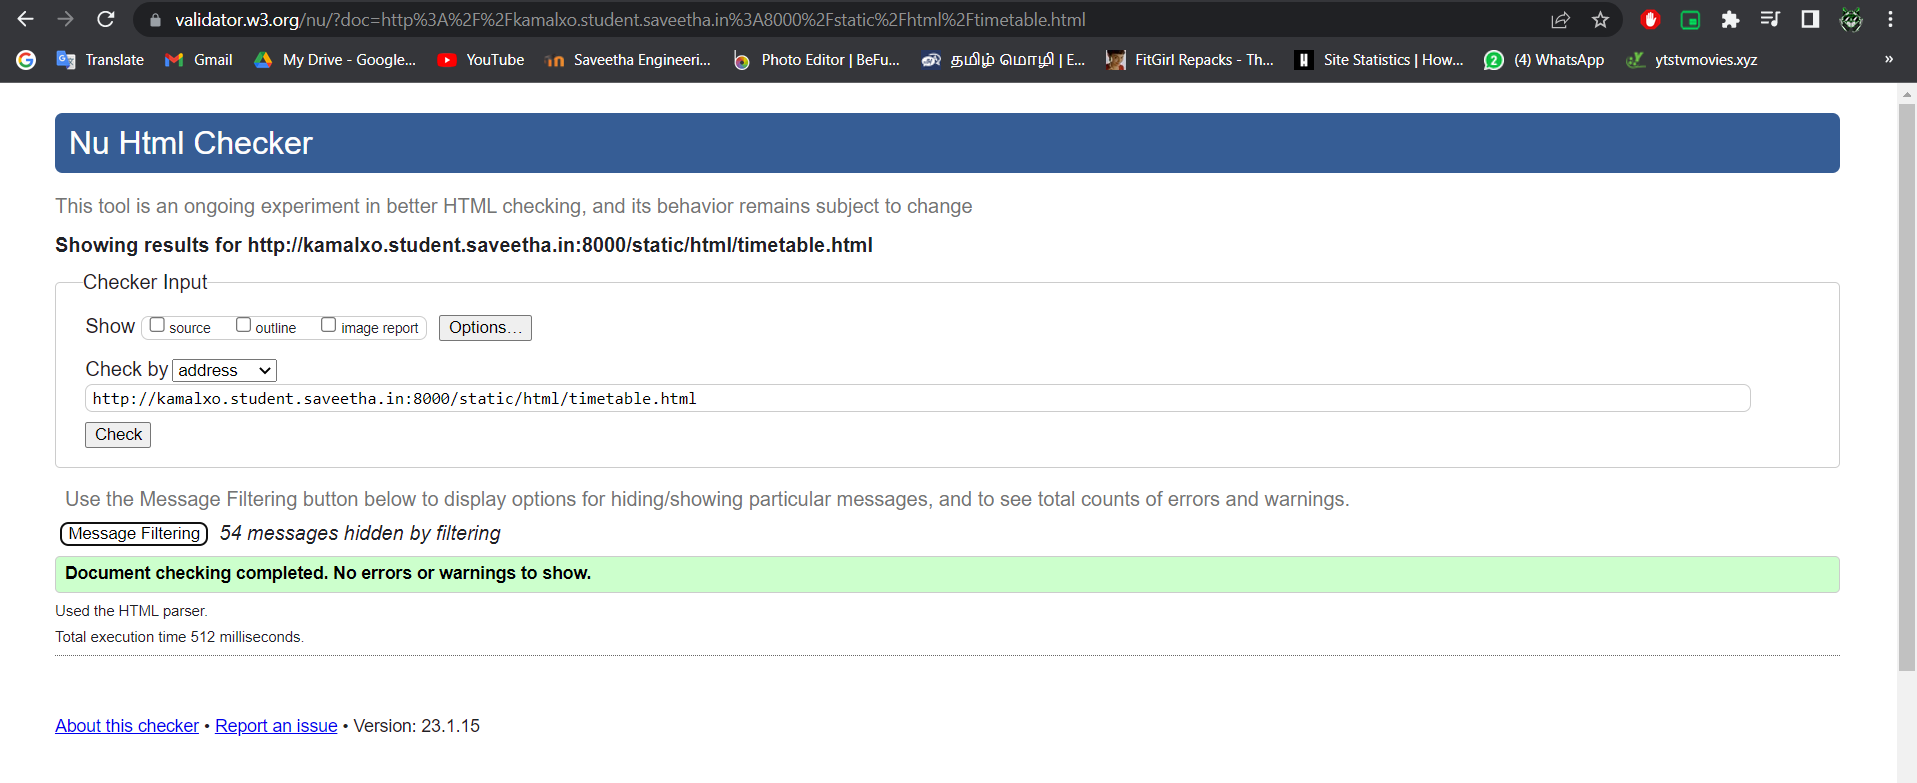 validator.w3.org/nu/?doc=http%3A%2F%2Fkamalxo.student.saveetha.in%3A8000%2Fstatic%2Fhtml%2Ftimetable.html
Translate Gmail My Drive - Google... YouTube Saveetha Engineeri... Photo Editor | BeFu... தமிழ் மொழி | E... FitGirl Repacks - Th... Site Statistics | How... (4) WhatsApp ytstvmovies.xyz »
Nu Html Checker
This tool is an ongoing experiment in better HTML checking, and its behavior remains subject to change
Showing results for http://kamalxo.student.saveetha.in:8000/static/html/timetable.html
Checker Input
Show source outline image report Options...
Check by address
http://kamalxo.student.saveetha.in:8000/static/html/timetable.html
Check
Use the Message Filtering button below to display options for hiding/showing particular messages, and to see total counts of errors and warnings.
Message Filtering 54 messages hidden by filtering
Document checking completed. No errors or warnings to show.
Used the HTML parser.
Total execution time 512 milliseconds.
About this checker • Report an issue • Version: 23.1.15